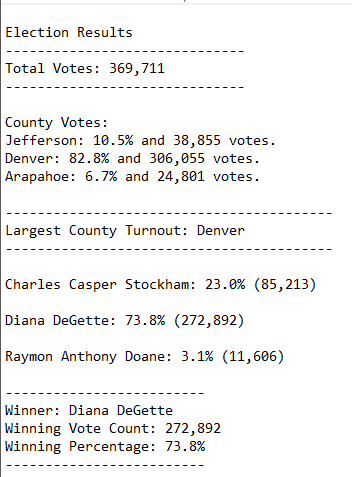 Election Results
------------------------------
Total Votes: 369,711
------------------------------
County Votes:
Jefferson: 10.5% and 38,855 votes.
Denver: 82.8% and 306,055 votes.
Arapahoe: 6.7% and 24,801 votes.
-----------------------------------------
Largest County Turnout: Denver
-----------------------------------------
Charles Casper Stockham: 23.0% (85,213)
Diana DeGette: 73.8% (272,892)
Raymon Anthony Doane: 3.1% (11,606)
-------------------------
Winner: Diana DeGette
Winning Vote Count: 272,892
Winning Percentage: 73.8%
-------------------------